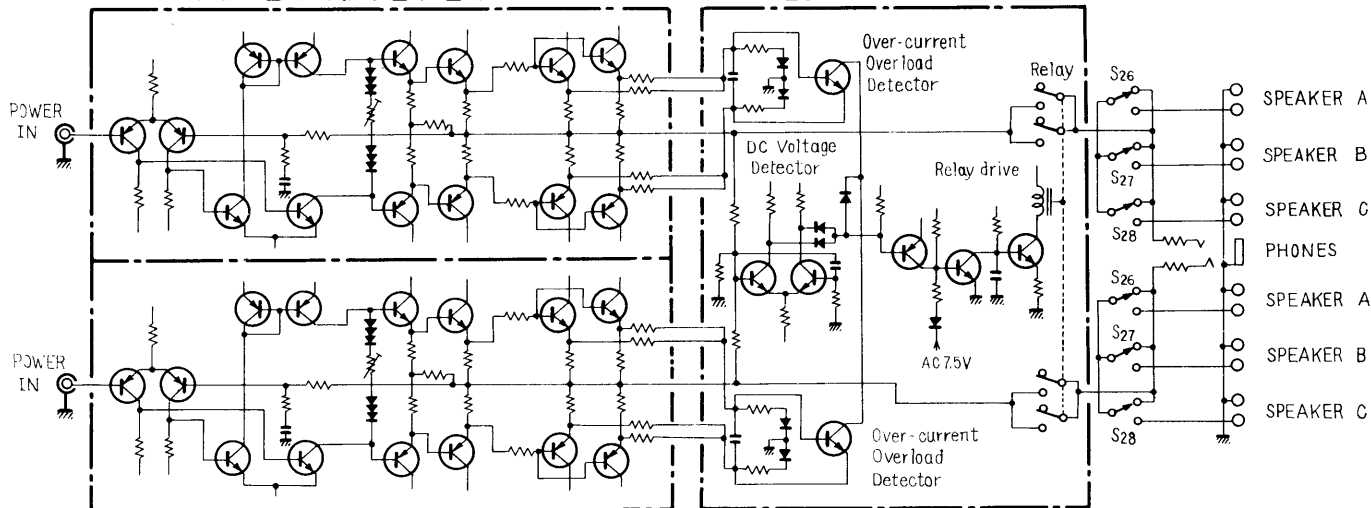 POWER
IN
Over-current
Overload
Detector
DC Voltage
Detector
Relay
Relay drive
AC 7.5V
S26
S27
S28
SPEAKER A
SPEAKER B
SPEAKER C
PHONES
POWER
IN
Over-current
Overload
Detector
S26
S27
S28
SPEAKER A
SPEAKER B
SPEAKER C